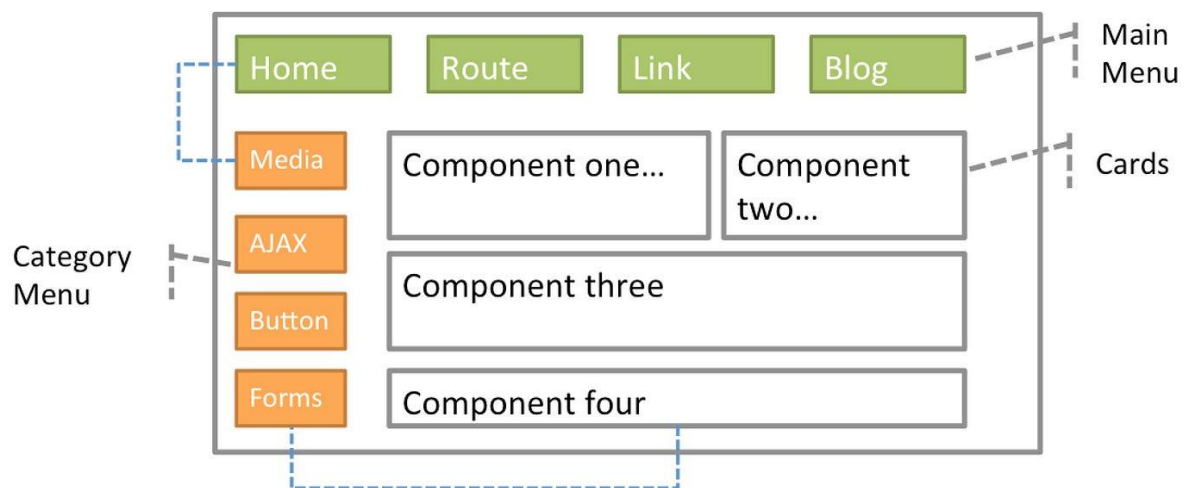 Home
Route
Link
Blog
Main
Menu
Media
Component one...
Component
two...
Cards
AJAX
Category
Menu
Component three
Button
Forms
Component four